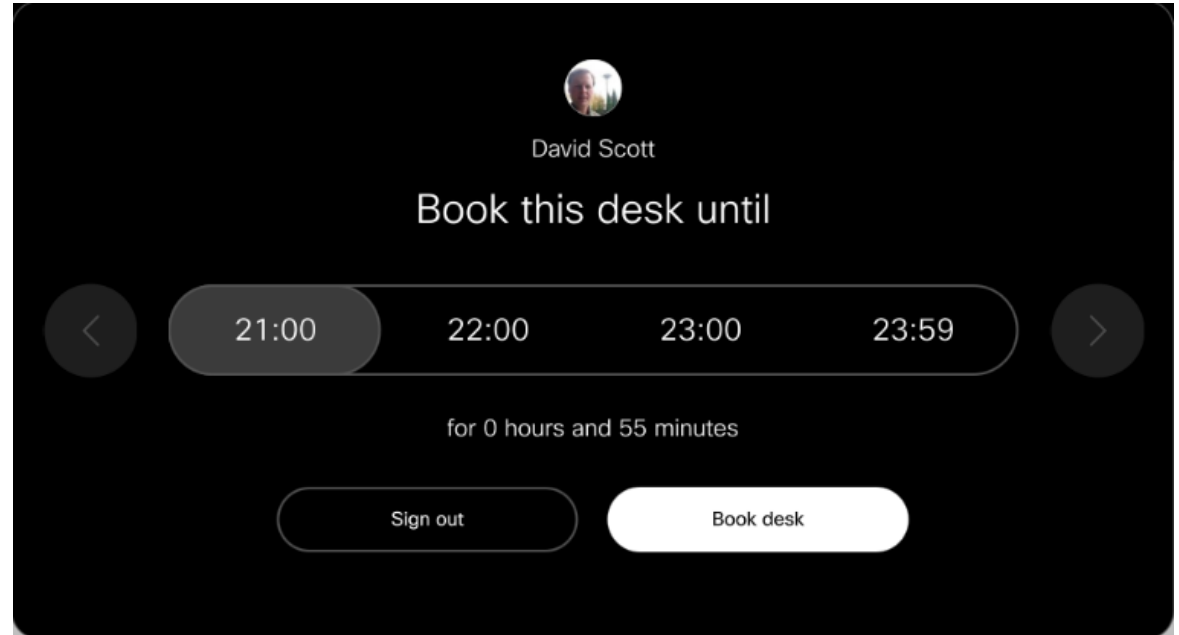 David Scott
Book this desk until
21:00 22:00 23:00 23:59
for 0 hours and 55 minutes
Sign out Book desk